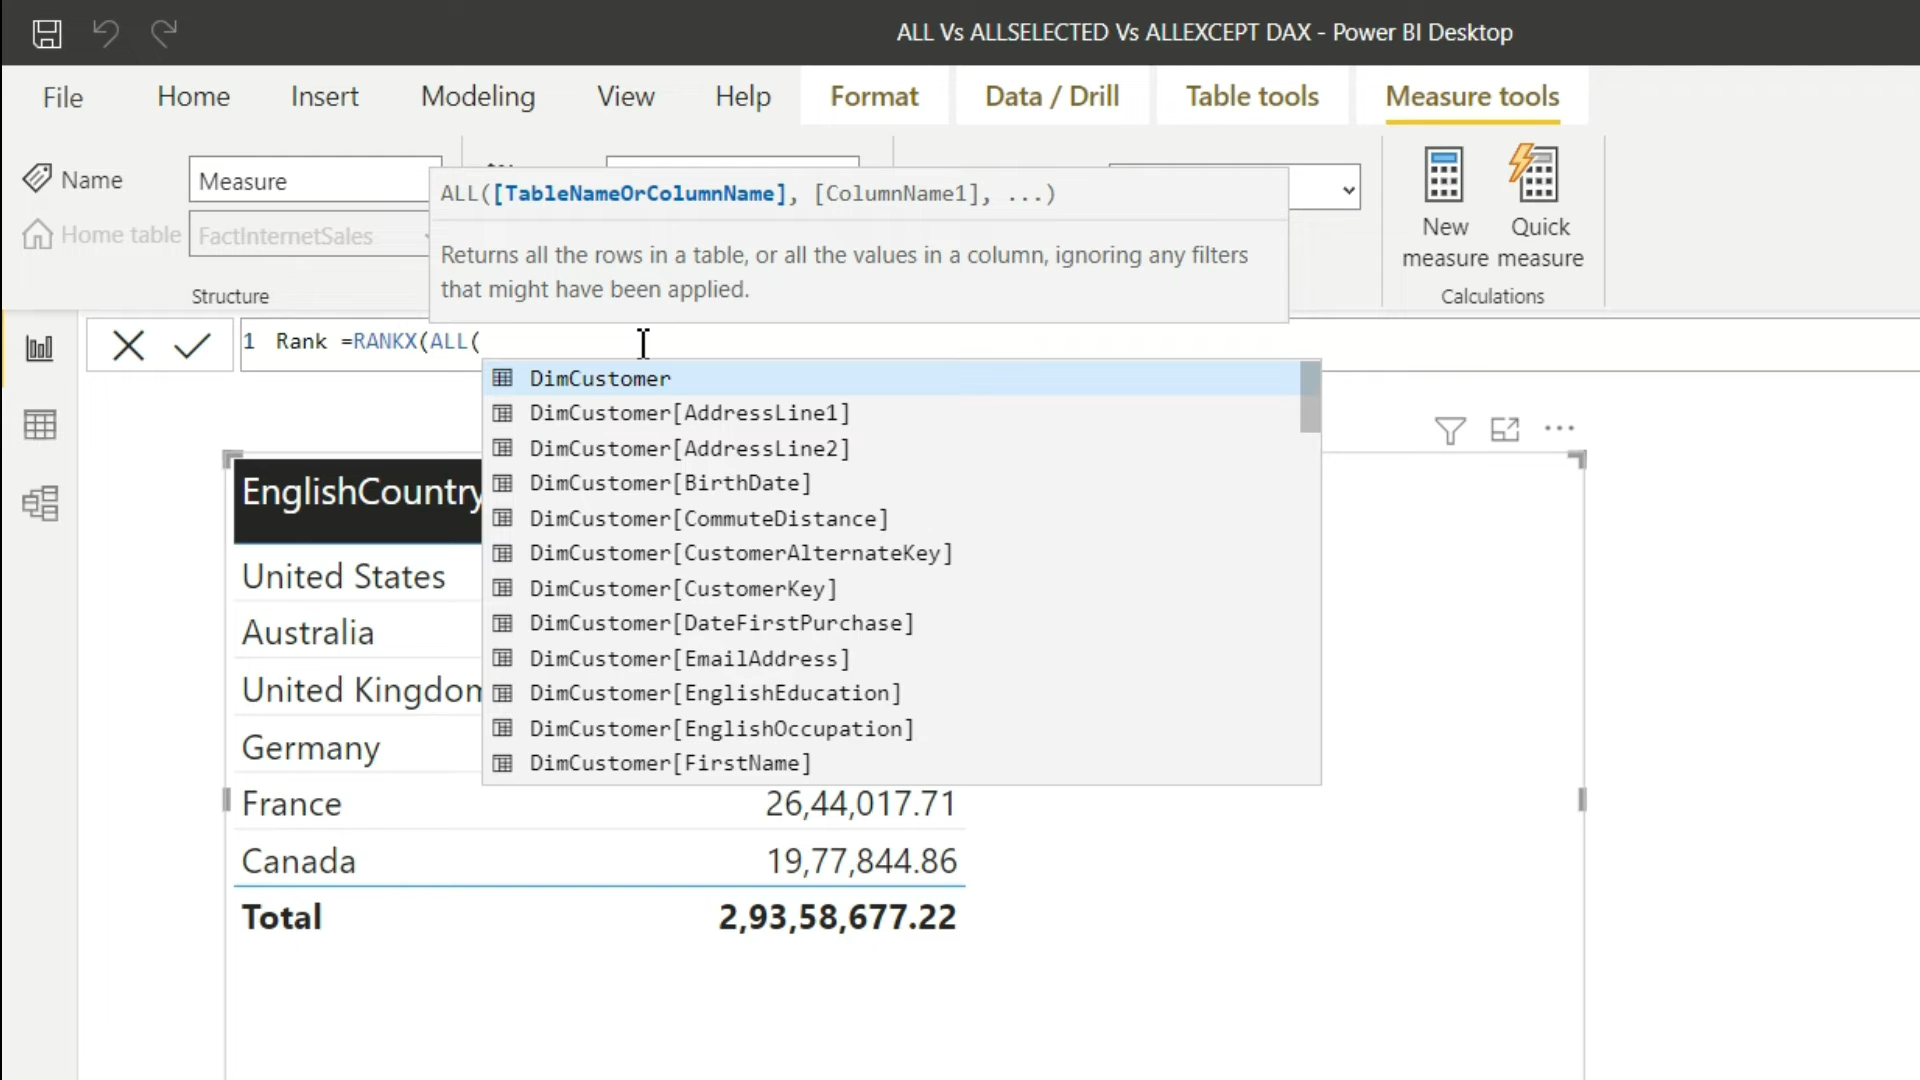 ALL Vs ALLSELECTED Vs ALLEXCEPT DAX - Power BI Desktop
File Home Insert Modeling View Help Format Data / Drill Table tools Measure tools
Name Measure
Home table FactInternetSales
Structure
ALL([TableNameOrColumnName], [ColumnName1], ...)
Returns all the rows in a table, or all the values in a column, ignoring any filters
that might have been applied.
New measure
Quick measure
Calculations
1 Rank =RANKX(ALL(
DimCustomer
DimCustomer[AddressLine1]
DimCustomer[AddressLine2]
DimCustomer[BirthDate]
DimCustomer[CommuteDistance]
DimCustomer[CustomerAlternateKey]
DimCustomer[CustomerKey]
DimCustomer[DateFirstPurchase]
DimCustomer[EmailAddress]
DimCustomer[EnglishEducation]
DimCustomer[EnglishOccupation]
DimCustomer[FirstName]
EnglishCountry
United States
Australia
United Kingdom
Germany
France 26,44,017.71
Canada 19,77,844.86
Total 2,93,58,677.22